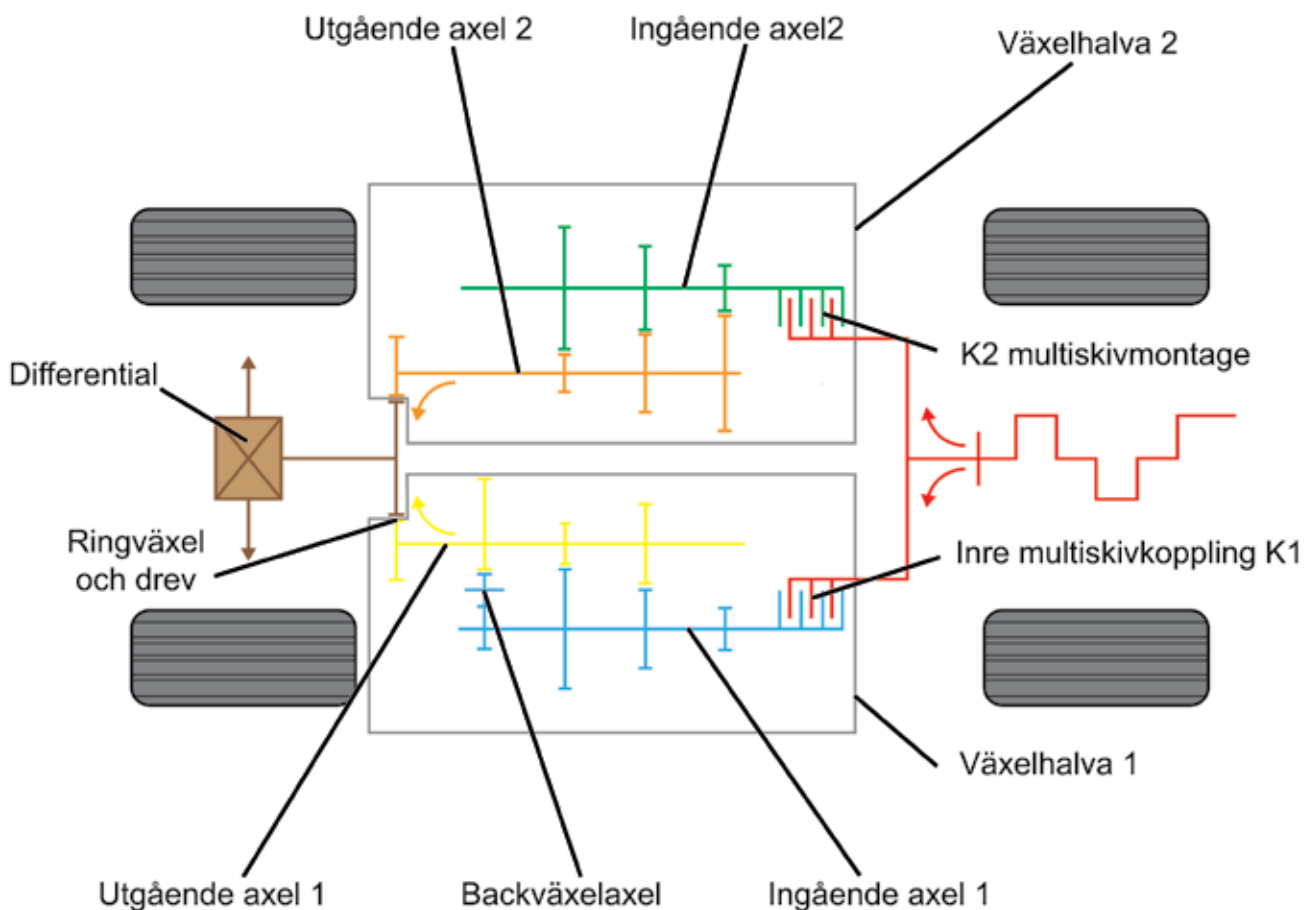 Utgående axel 2
Ingående axel2
Växelhalva 2
K2 multiskivmontage
Differential
Ringväxel
och drev
Inre multiskivkoppling K1
Växelhalva 1
Utgående axel 1
Backväxelaxel
Ingående axel 1